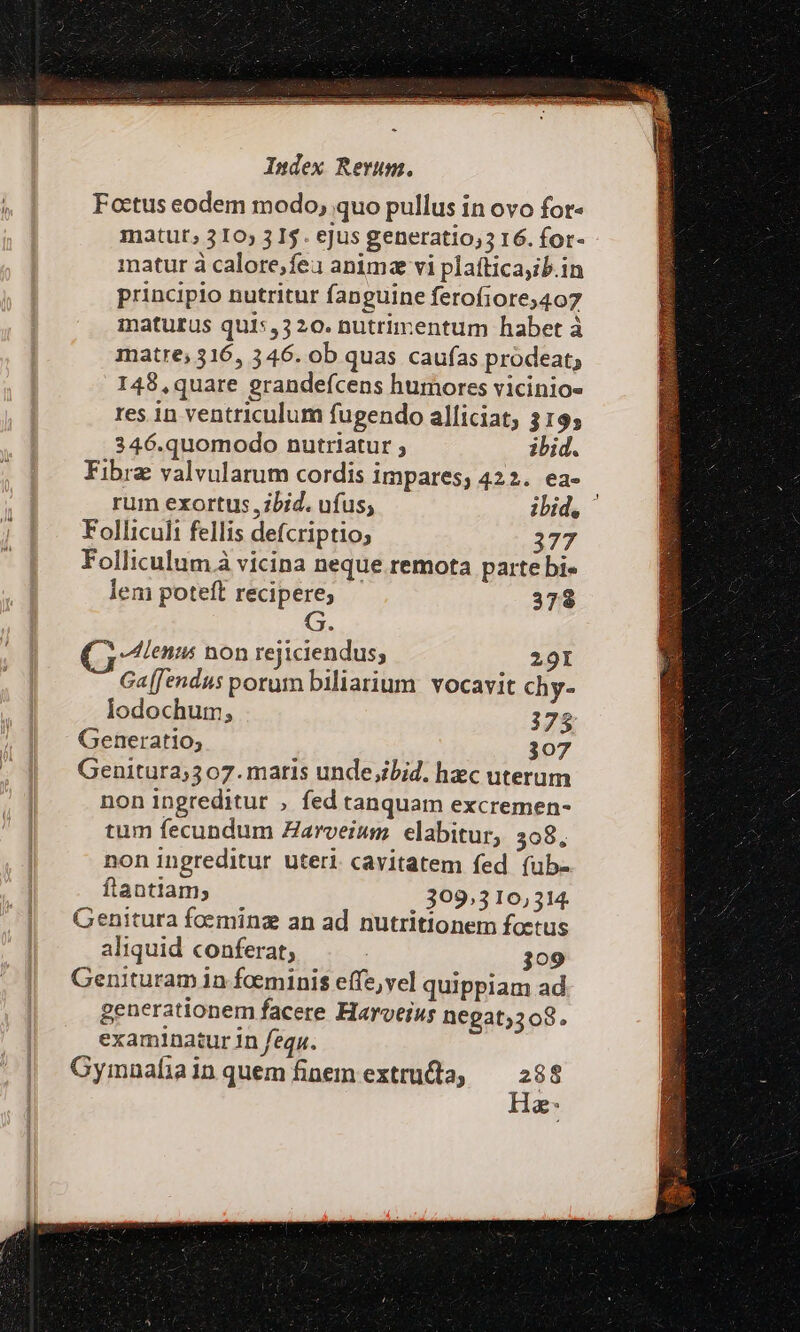 Index Rerum.
Fœtus eodem modo, quo pullus in ovo for-
matur, 310, 315. ejus generatio, 316. for-
matur à calore, ſeu animæ vi plaſtica, ib. in
principio nutritur ſanguine ſeroſiore, 407
maturus quis, 320. nutrimentum habet à
matre, 316, 346. ob quas cauſas prodeat,
148, quare grandeſcens humores vicinio-
res in ventriculum ſugendo alliciat, 319,
346. quomodo nutriatur, ibid.
Fibræ valvularum cordis impares, 422. ea-
rum exortus, ibid. uſus, ibid.
Folliculi fellis deſcriptio, 377
Folliculum à vicina neque remota parte bi-
lem poteſt recipere, 378
G.
GAlenus non rejiciendus, 291
Gaſſendus porum biliarium vocavit chy-
lodochum, 373
Generatio, 307
Genitura, 307. maris unde, ibid. hæc uterum
non ingreditur, ſed tanquam excremen-
tum ſecundum Harveium elabitur, 308,
non ingreditur uteri cavitatem ſed ſub-
ſtantiam, 309, 310, 314
Genitura fœminæ an ad nutritionem fœtus
aliquid conferat, 309
Genituram in fœminis eſſe, vel quippiam ad
generationem facere Harveius negat, 308.
examinatur in ſequ.
Gymnaſia in quem finem extructa, 288
Hæ-